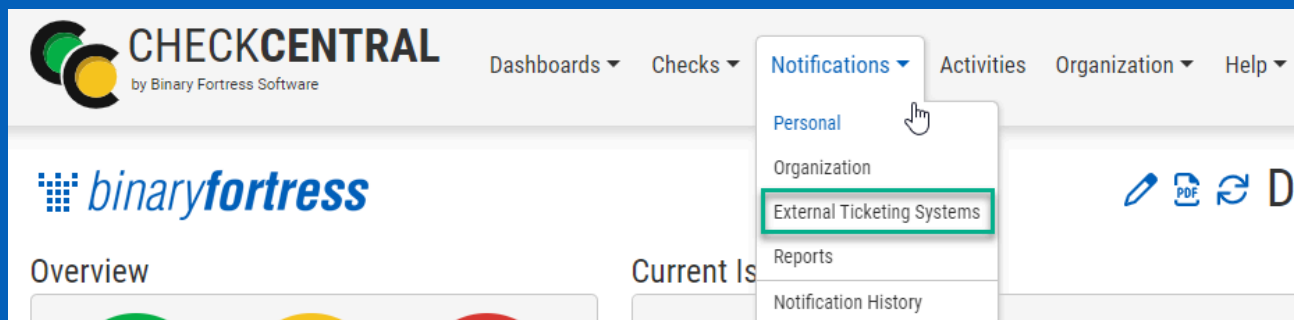 CHECKCENTRAL
by Binary Fortress Software
Dashboards Checks Notifications Activities Organization Help
Personal
Organization
External Ticketing Systems
Reports
Notification History
binaryfortress
PDF
D
Overview
Current Is